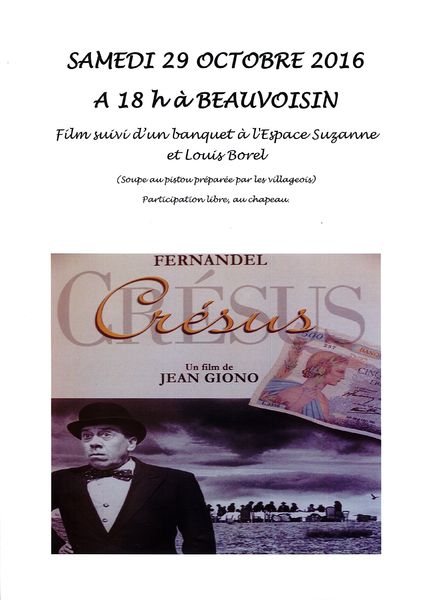 SAMEDI 29 OCTOBRE 2016
A 18 h à BEAUVOISIN
Film suivi d'un banquet à l'Espace Suzanne
et Louis Borel
(Soupe au pistou préparée par les villageois)
Participation libre, au chapeau.
FERNANDEL
CRÉSUS
Crésus
Un film de
JEAN GIONO